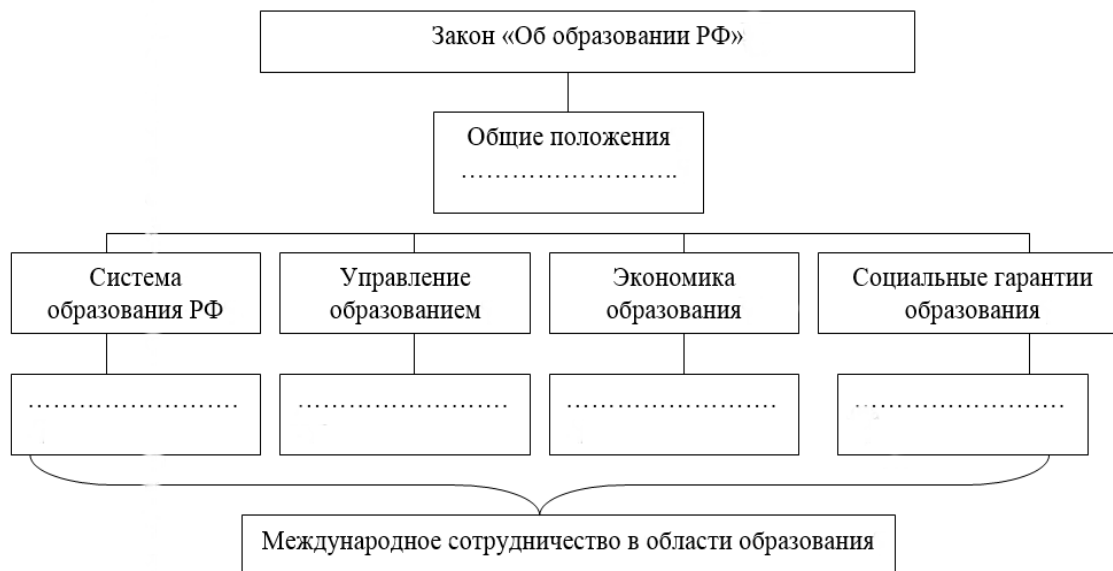 Закон «Об образовании РФ»
Общие положения
……………………..
Система
образования РФ
Управление
образованием
Экономика
образования
Социальные гарантии
образования
…………………….
…………………….
…………………….
…………………….
Международное сотрудничество в области образования